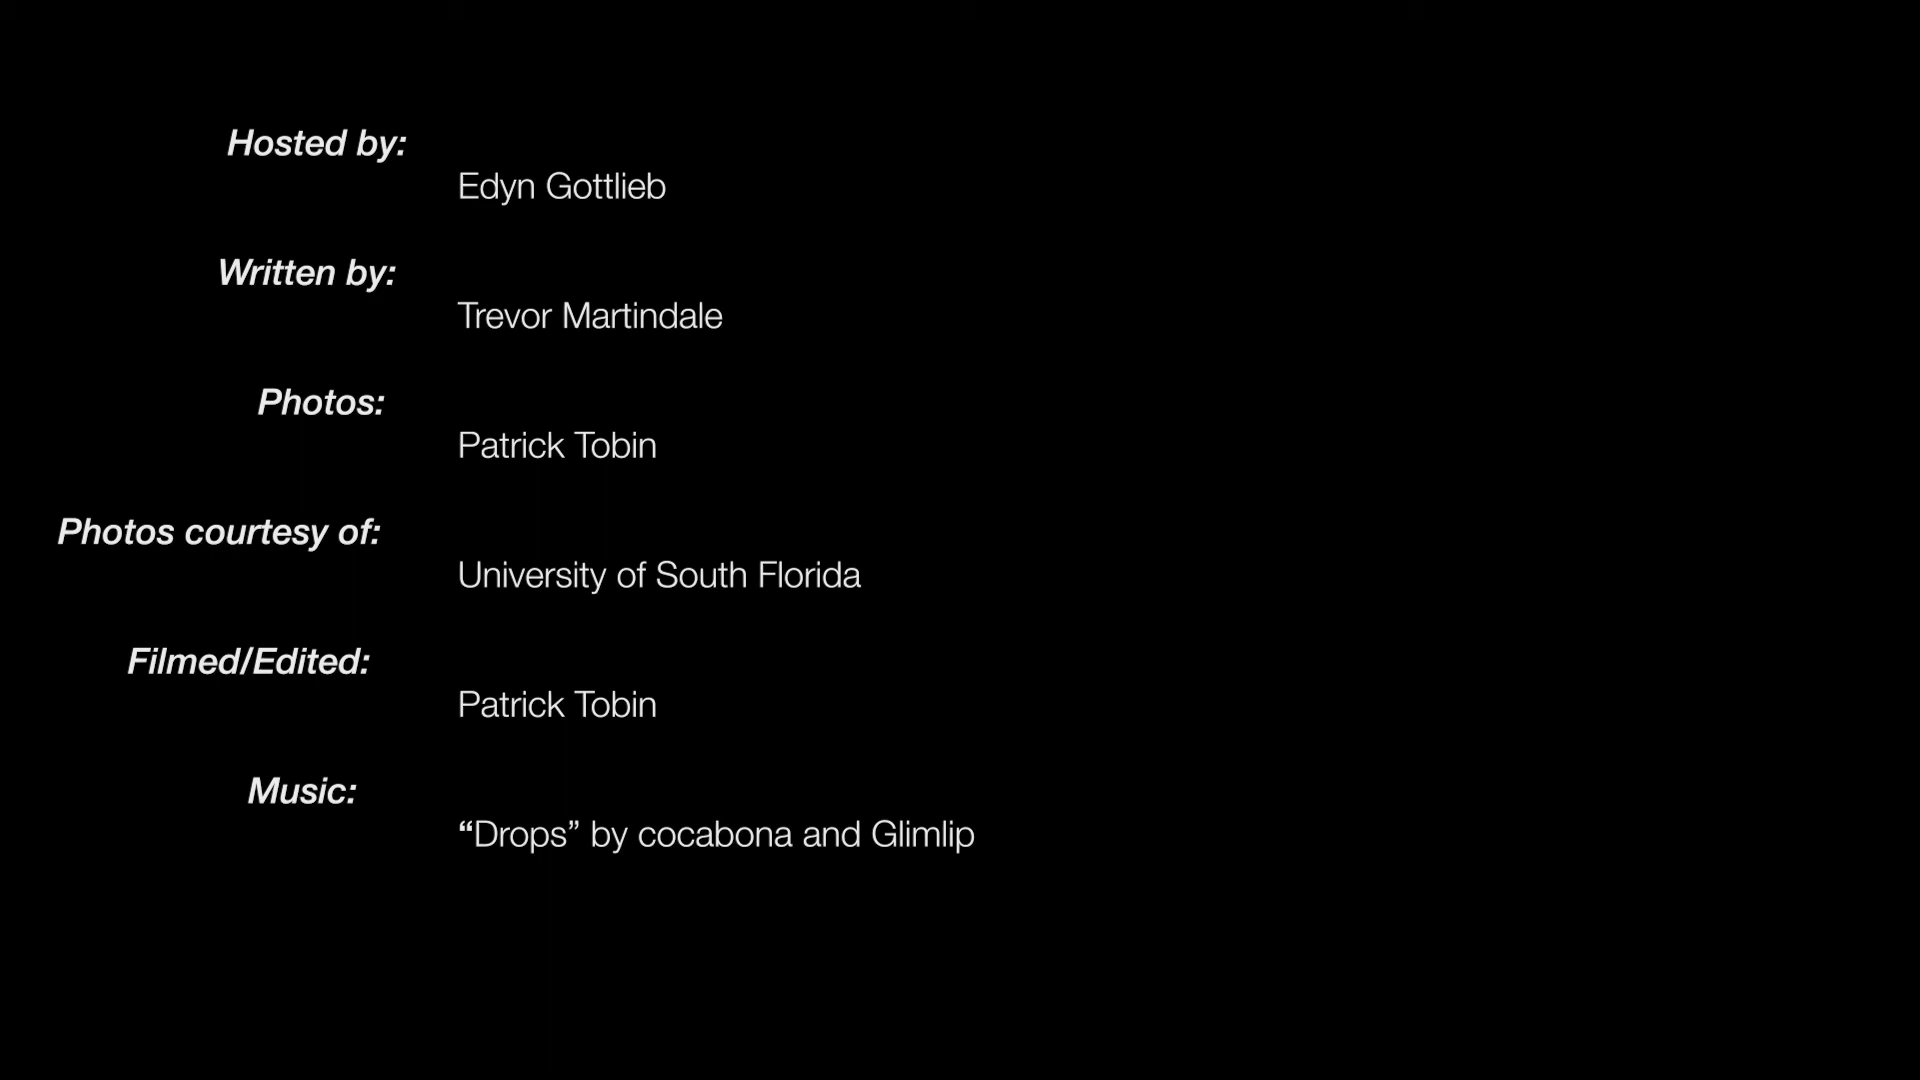 Hosted by:
Edyn Gottlieb
Written by:
Trevor Martindale
Photos:
Patrick Tobin
Photos courtesy of:
University of South Florida
Filmed/Edited:
Patrick Tobin
Music:
“Drops” by cocabona and Glimlip